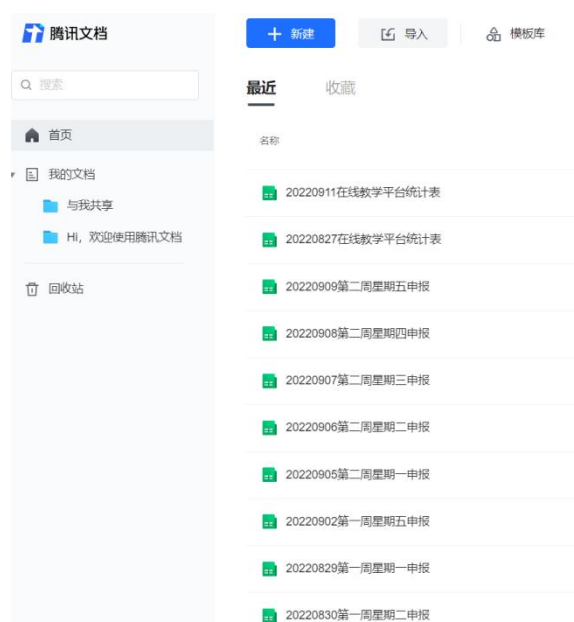 腾讯文档
新建
导入
模板库
搜索
最近
收藏
首页
名称
我的文档
与我共享
Hi，欢迎使用腾讯文档
回收站
20220911在线教学平台统计表
20220827在线教学平台统计表
20220909第二周星期五申报
20220908第二周星期四申报
20220907第二周星期三申报
20220906第二周星期二申报
20220905第二周星期一申报
20220902第一周星期五申报
20220829第一周星期一申报
20220830第一周星期二申报